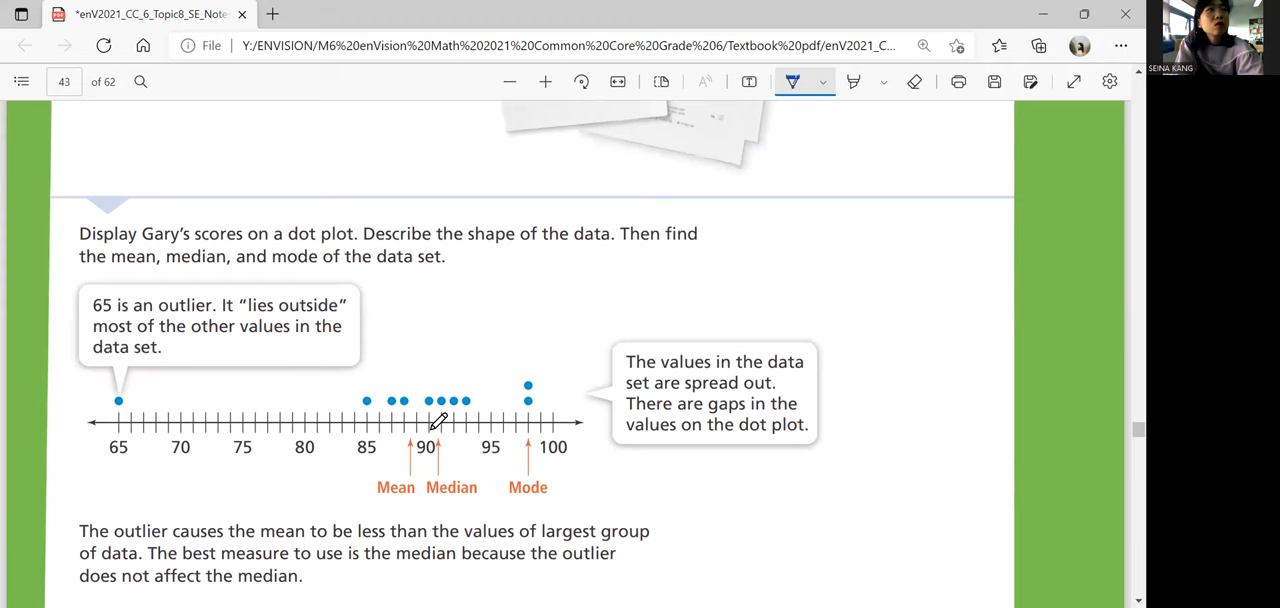 *enV2021_CC_6_Topic8_SE_Note
File
Y:/ENVISION/M6%20enVision%20Math%202021%20Common%20Core%20Grade%206/Textbook%20pdf/enV2021_C...
SEINA KANG
43 of 62
Display Gary's scores on a dot plot. Describe the shape of the data. Then find
the mean, median, and mode of the data set.
65 is an outlier. It "lies outside"
most of the other values in the
data set.
The values in the data
set are spread out.
There are gaps in the
values on the dot plot.
65 70 75 80 85 90 95 100
Mean Median Mode
The outlier causes the mean to be less than the values of largest group
of data. The best measure to use is the median because the outlier
does not affect the median.